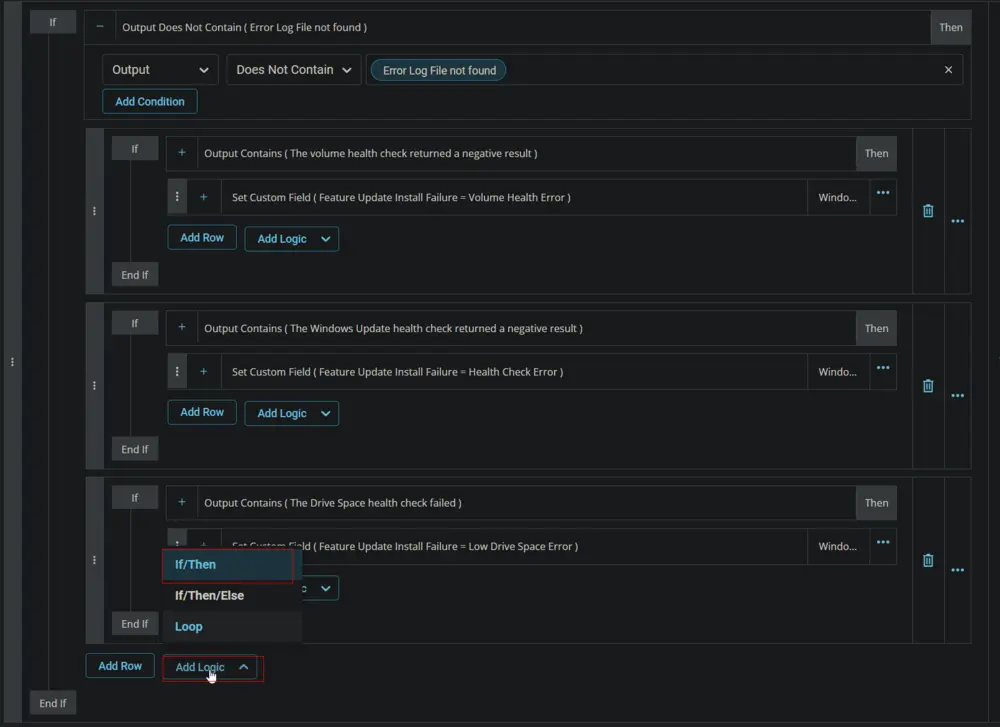 If
Output Does Not Contain ( Error Log File not found )
Then
Output
Does Not Contain
Error Log File not found
Add Condition
If
Output Contains ( The volume health check returned a negative result )
Then
Set Custom Field ( Feature Update Install Failure = Volume Health Error )
Windo...
Add Row
Add Logic
End If
If
Output Contains ( The Windows Update health check returned a negative result )
Then
Set Custom Field ( Feature Update Install Failure = Health Check Error )
Windo...
Add Row
Add Logic
End If
If
Output Contains ( The Drive Space health check failed )
Then
Set Custom Field ( Feature Update Install Failure = Low Drive Space Error )
Windo...
If/Then
If/Then/Else
Loop
End If
Add Row
Add Logic
End If